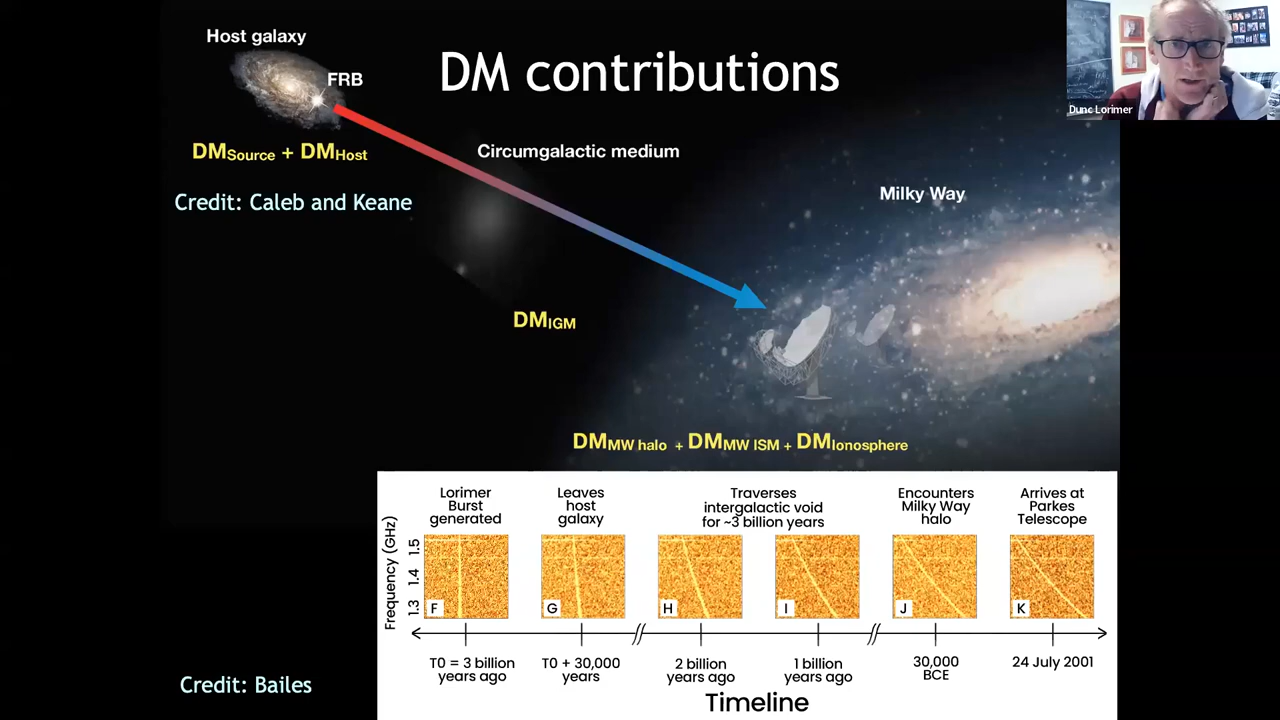 Host galaxy
FRB
DM contributions
Dunc Lorimer
DMSource + DMHost
Circumgalactic medium
Credit: Caleb and Keane
Milky Way
DMIGM
DMMW halo + DMMW ISM + DMIonosphere
Lorimer
Burst
generated
Leaves
host
galaxy
Traverses
intergalactic void
for ~3 billion years
Encounters
Milky Way
halo
Arrives at
Parkes
Telescope
Frequency (GHz)
1.5
1.4
1.3
F
G
H
I
J
K
T0 = 3 billion
years ago
T0 + 30,000
years
2 billion
years ago
1 billion
years ago
30,000
BCE
24 July 2001
Timeline
Credit: Bailes